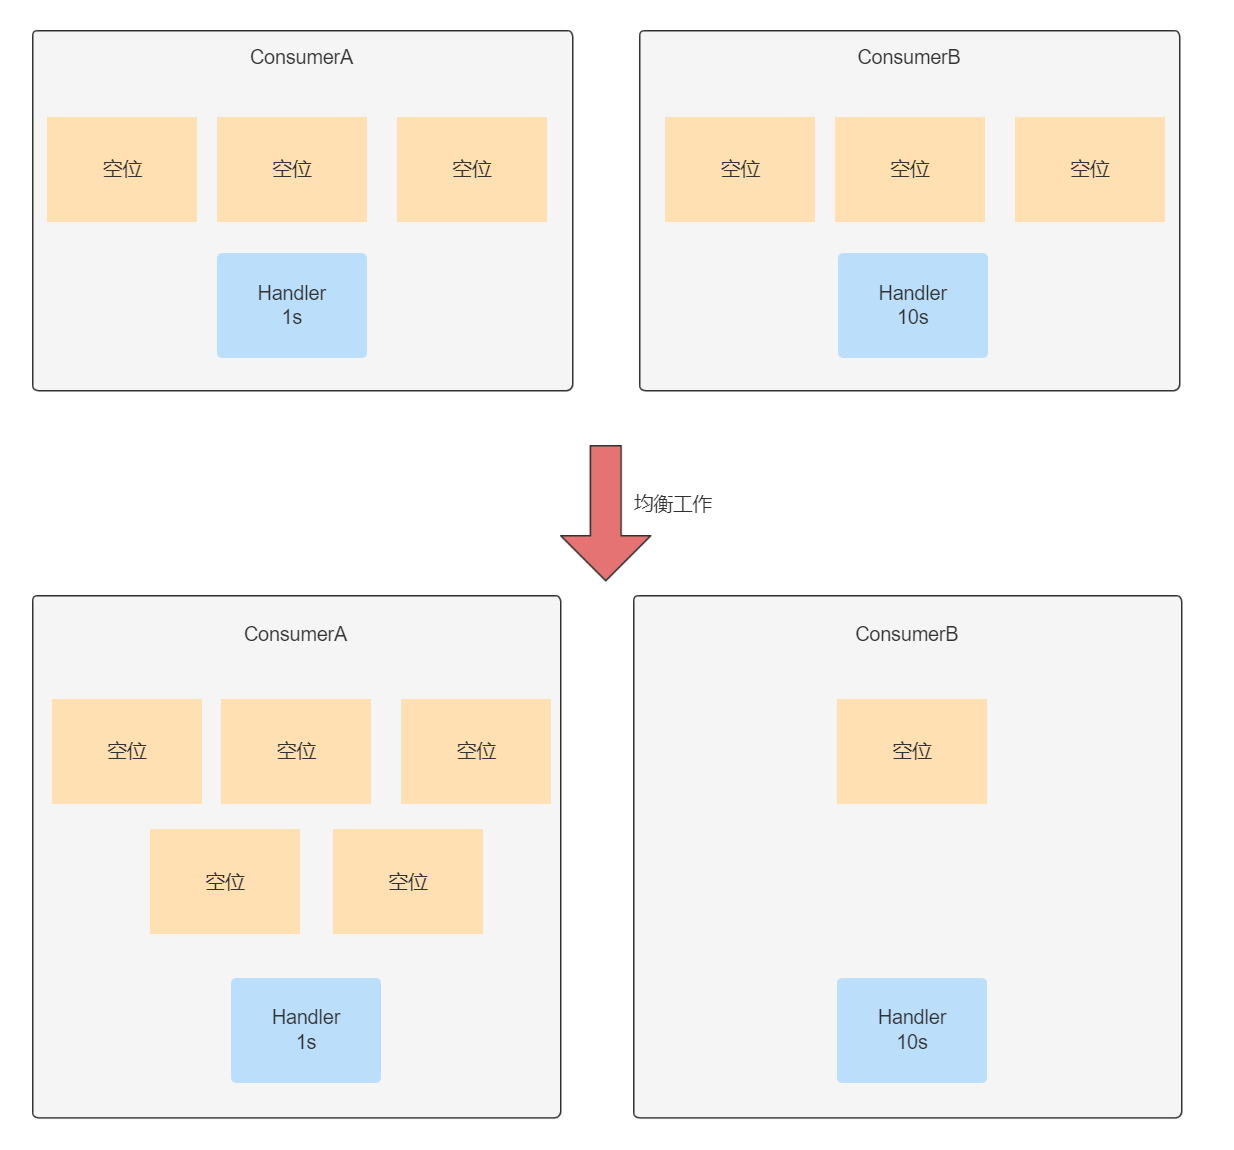 ConsumerA
空位
空位
空位
Handler
1s
ConsumerB
空位
空位
空位
Handler
10s
均衡工作
ConsumerA
空位
空位
空位
空位
空位
Handler
1s
ConsumerB
空位
Handler
10s